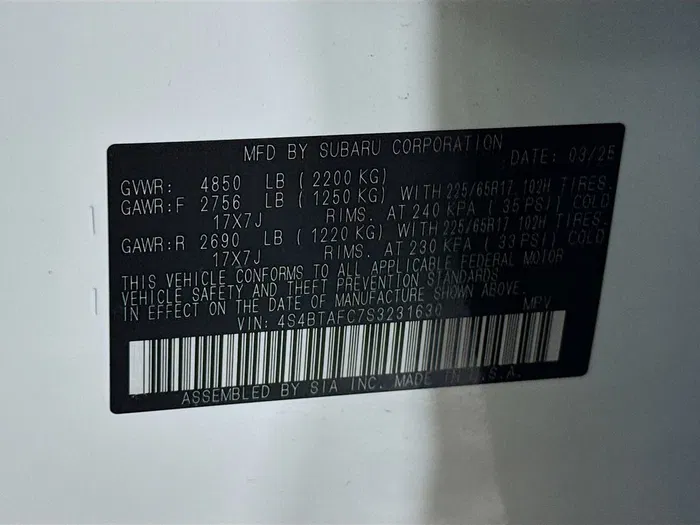 MFD BY SUBARU CORPORATION DATE: 03/25
GVWR: 4850 LB (2200 KG)
GAWR:F 2756 LB (1250 KG) WITH 225/65R17 102H TIRES,
17X7J RIMS. AT 240 KPA (35 PSI) COLD
GAWR:R 2690 LB (1220 KG) WITH 225/65R17 102H TIRES,
17X7J RIMS. AT 230 KPA (33 PSI) COLD
THIS VEHICLE CONFORMS TO ALL APPLICABLE FEDERAL MOTOR
VEHICLE SAFETY AND THEFT PREVENTION STANDARDS
IN EFFECT ON THE DATE OF MANUFACTURE SHOWN ABOVE.
VIN: 4S4BTAFC7S3231630 MPV
ASSEMBLED BY SIA INC. MADE IN U.S.A.